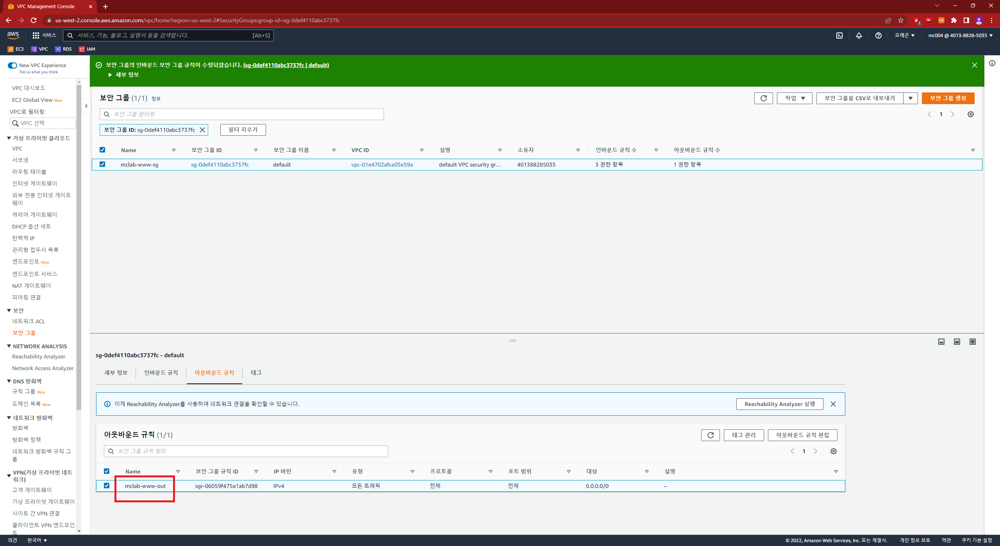 VPC Management Console
us-west-2.console.aws.amazon.com/vpc/home?region=us-west-2#SecurityGroups:group-id=sg-0def4110abc3737fc
1
aws
서비스
서비스, 기능, 블로그, 설명서 등을 검색합니다.
[Alt+S]
오레곤
mc004 @ 4013-8828-5035
EC2
VPC
RDS
IAM
New VPC Experience
Tell us what you think
VPC 대시보드
EC2 Global View New
VPC로 필터링:
VPC 선택
가상 프라이빗 클라우드
VPC
서브넷
라우팅 테이블
인터넷 게이트웨이
외부 전용 인터넷 게이트
웨이
캐리어 게이트웨이
DHCP 옵션 세트
탄력적 IP
관리형 접두사 목록
엔드포인트 New
엔드포인트 서비스
NAT 게이트웨이
피어링 연결
보안
네트워크 ACL
보안 그룹
NETWORK ANALYSIS
Reachability Analyzer
Network Access Analyzer
DNS 방화벽
규칙 그룹 New
도메인 목록 New
네트워크 방화벽
방화벽
방화벽 정책
네트워크 방화벽 규칙 그
룹
VPN(가상 프라이빗 네트
워크)
고객 게이트웨이
가상 프라이빗 게이트웨이
사이트 간 VPN 연결
클라이언트 VPN 엔드포인
트
보안 그룹의 인바운드 보안 그룹 규칙이 수정되었습니다. (sg-0def4110abc3737fc | default)
세부 정보
보안 그룹 (1/1) 정보
작업
보안 그룹을 CSV로 내보내기
보안 그룹 생성
보안 그룹 필터링
1
보안 그룹 ID: sg-0def4110abc3737fc
필터 지우기
Name 보안 그룹 ID 보안 그룹 이름 VPC ID 설명 소유자 인바운드 규칙 수 아웃바운드 규칙 수
mclab-www-sg sg-0def4110abc3737fc default vpc-01e4702afca05e59a default VPC security gr... 401388285035 3 권한 항목 1 권한 항목
sg-0def4110abc3737fc - default
세부 정보 인바운드 규칙 아웃바운드 규칙 태그
이제 Reachability Analyzer를 사용하여 네트워크 연결을 확인할 수 있습니다.
Reachability Analyzer 실행
아웃바운드 규칙 (1/1)
태그 관리
아웃바운드 규칙 편집
보안 그룹 규칙 필터
1
Name 보안 그룹 규칙 ID IP 버전 유형 프로토콜 포트 범위 대상 설명
mclab-www-out sgr-06059f475a1ab7d98 IPv4 모든 트래픽 전체 전체 0.0.0.0/0 –
의견
한국어
© 2022, Amazon Web Services, Inc. 또는 계열사.
개인 정보 보호
약관
쿠키 기본 설정